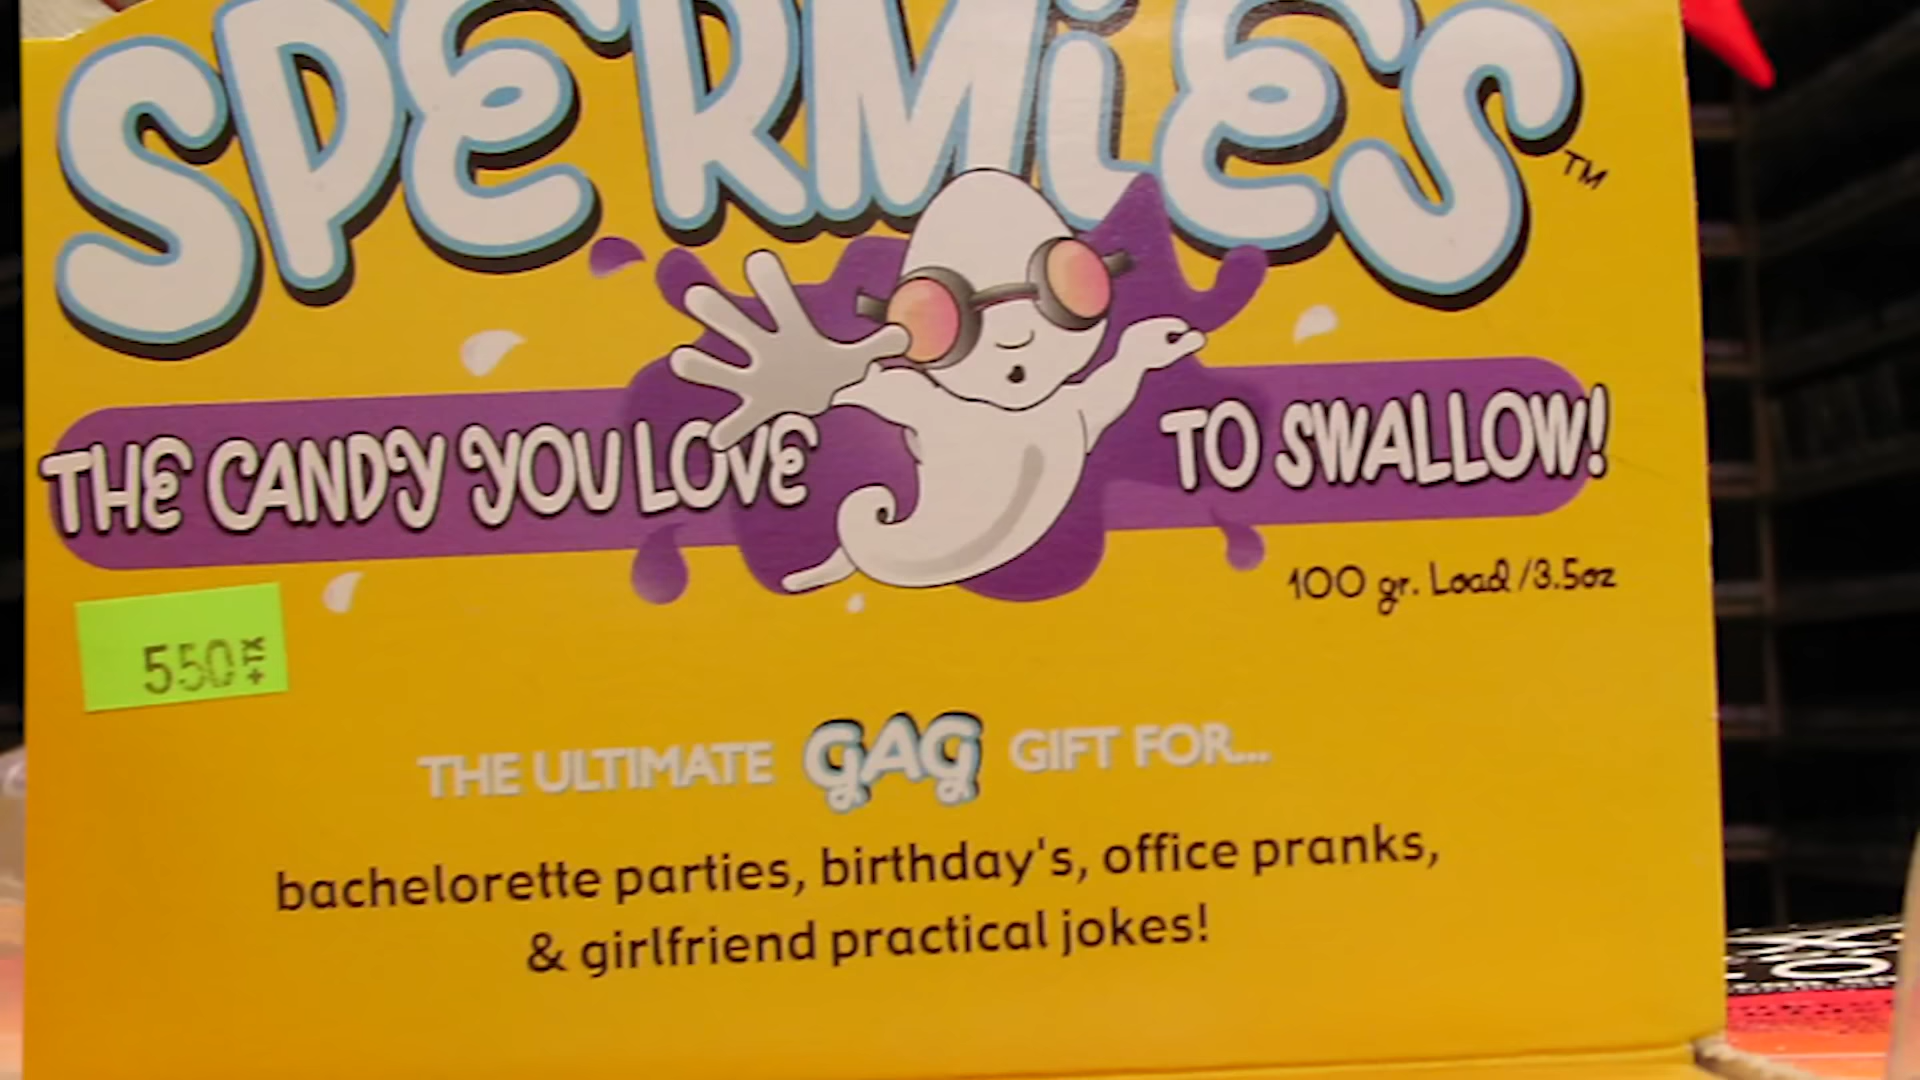 SPERMiES™
THE CANDY YOU LOVE TO SWALLOW!
100 gr. Load /3.5oz
550 +TX
THE ULTIMATE GAG GIFT FOR...
bachelorette parties, birthday's, office pranks,
& girlfriend practical jokes!